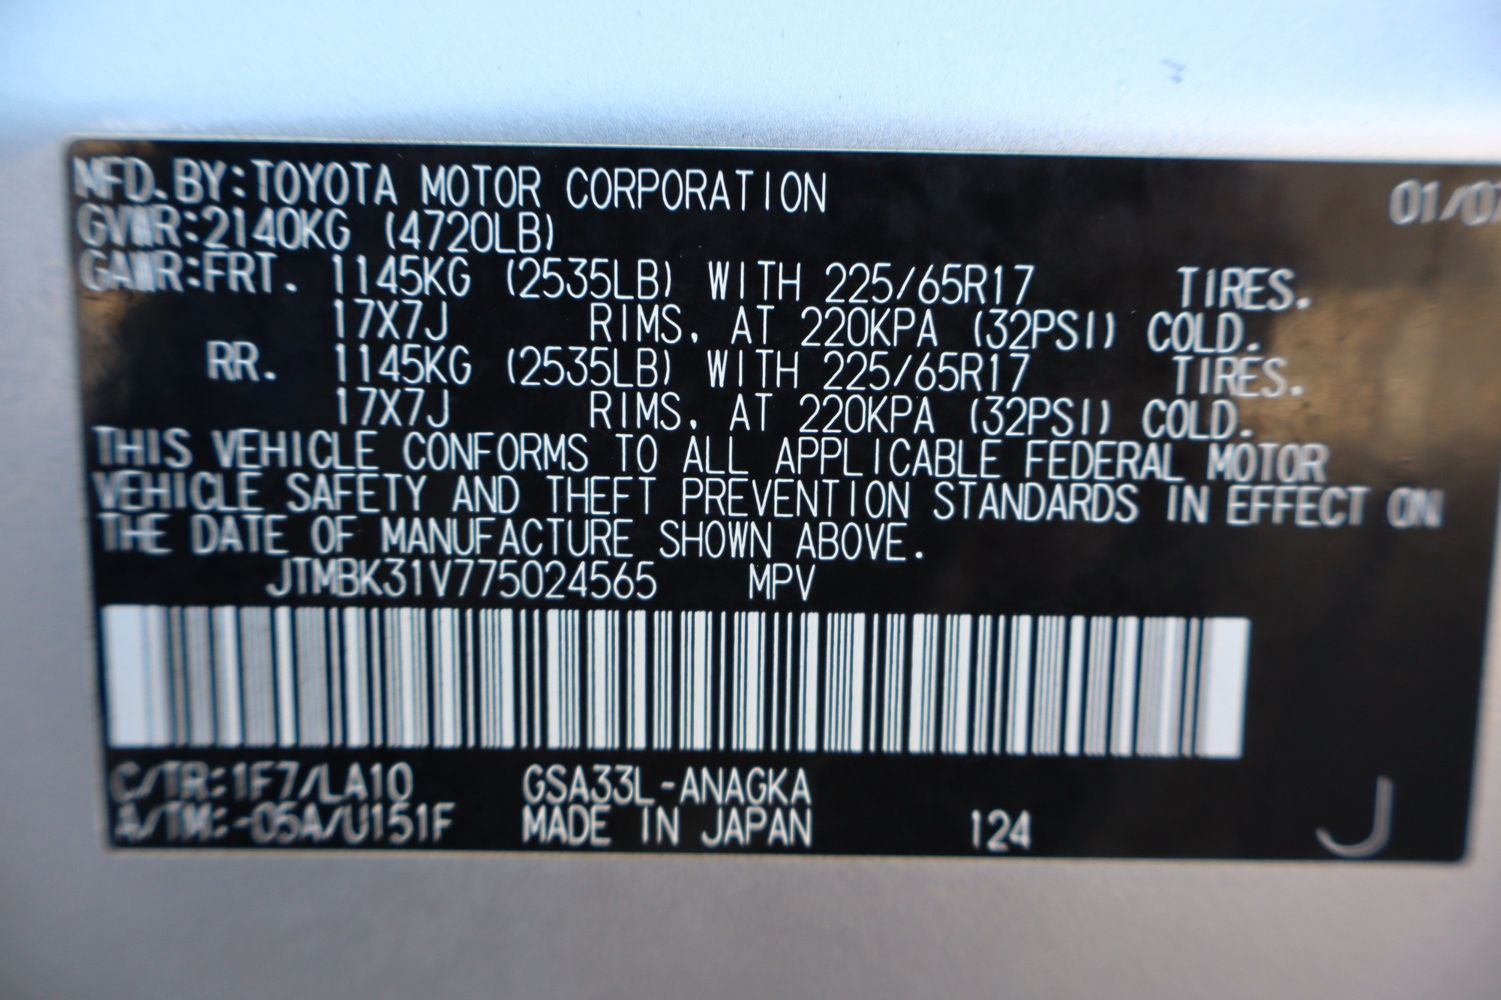 MFD. BY:TOYOTA MOTOR CORPORATION 01/07
GVWR:2140KG (4720LB)
GAWR:FRT. 1145KG (2535LB) WITH 225/65R17 TIRES.
17X7J RIMS, AT 220KPA (32PSI) COLD.
RR. 1145KG (2535LB) WITH 225/65R17 TIRES.
17X7J RIMS, AT 220KPA (32PSI) COLD.
THIS VEHICLE CONFORMS TO ALL APPLICABLE FEDERAL MOTOR
VEHICLE SAFETY AND THEFT PREVENTION STANDARDS IN EFFECT ON
THE DATE OF MANUFACTURE SHOWN ABOVE.
JTMBK31V775024565 MPV
C/TR:1F7/LA10 GSA33L-ANAGKA
A/TM:-05A/U151F MADE IN JAPAN 124 J